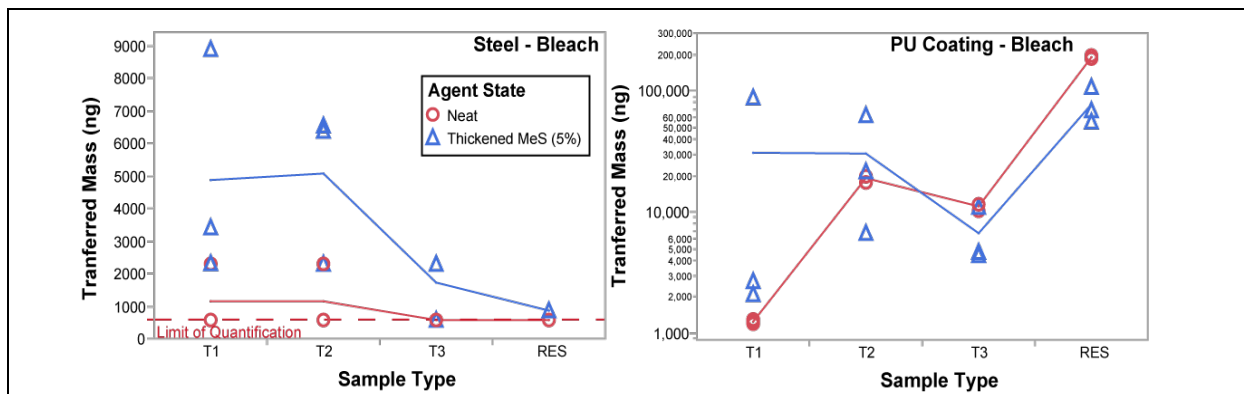 Steel - Bleach
9000
8000
7000
6000
5000
4000
3000
2000
1000
0
Tranferred Mass (ng)
Agent State
Neat
Thickened MeS (5%)
Limit of Quantification
T1 T2 T3 RES
Sample Type
PU Coating - Bleach
300,000
200,000
100,000
60,000
50,000
40,000
30,000
20,000
10,000
6,000
5,000
4,000
3,000
2,000
1,000
Tranferred Mass (ng)
T1 T2 T3 RES
Sample Type